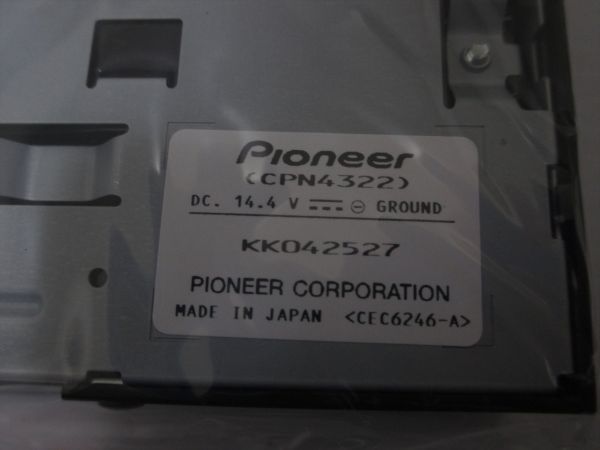 Pioneer
(CPN4322)
DC. 14.4 V ⎓ ⊖ GROUND
KK042527
PIONEER CORPORATION
MADE IN JAPAN <CEC6246-A>